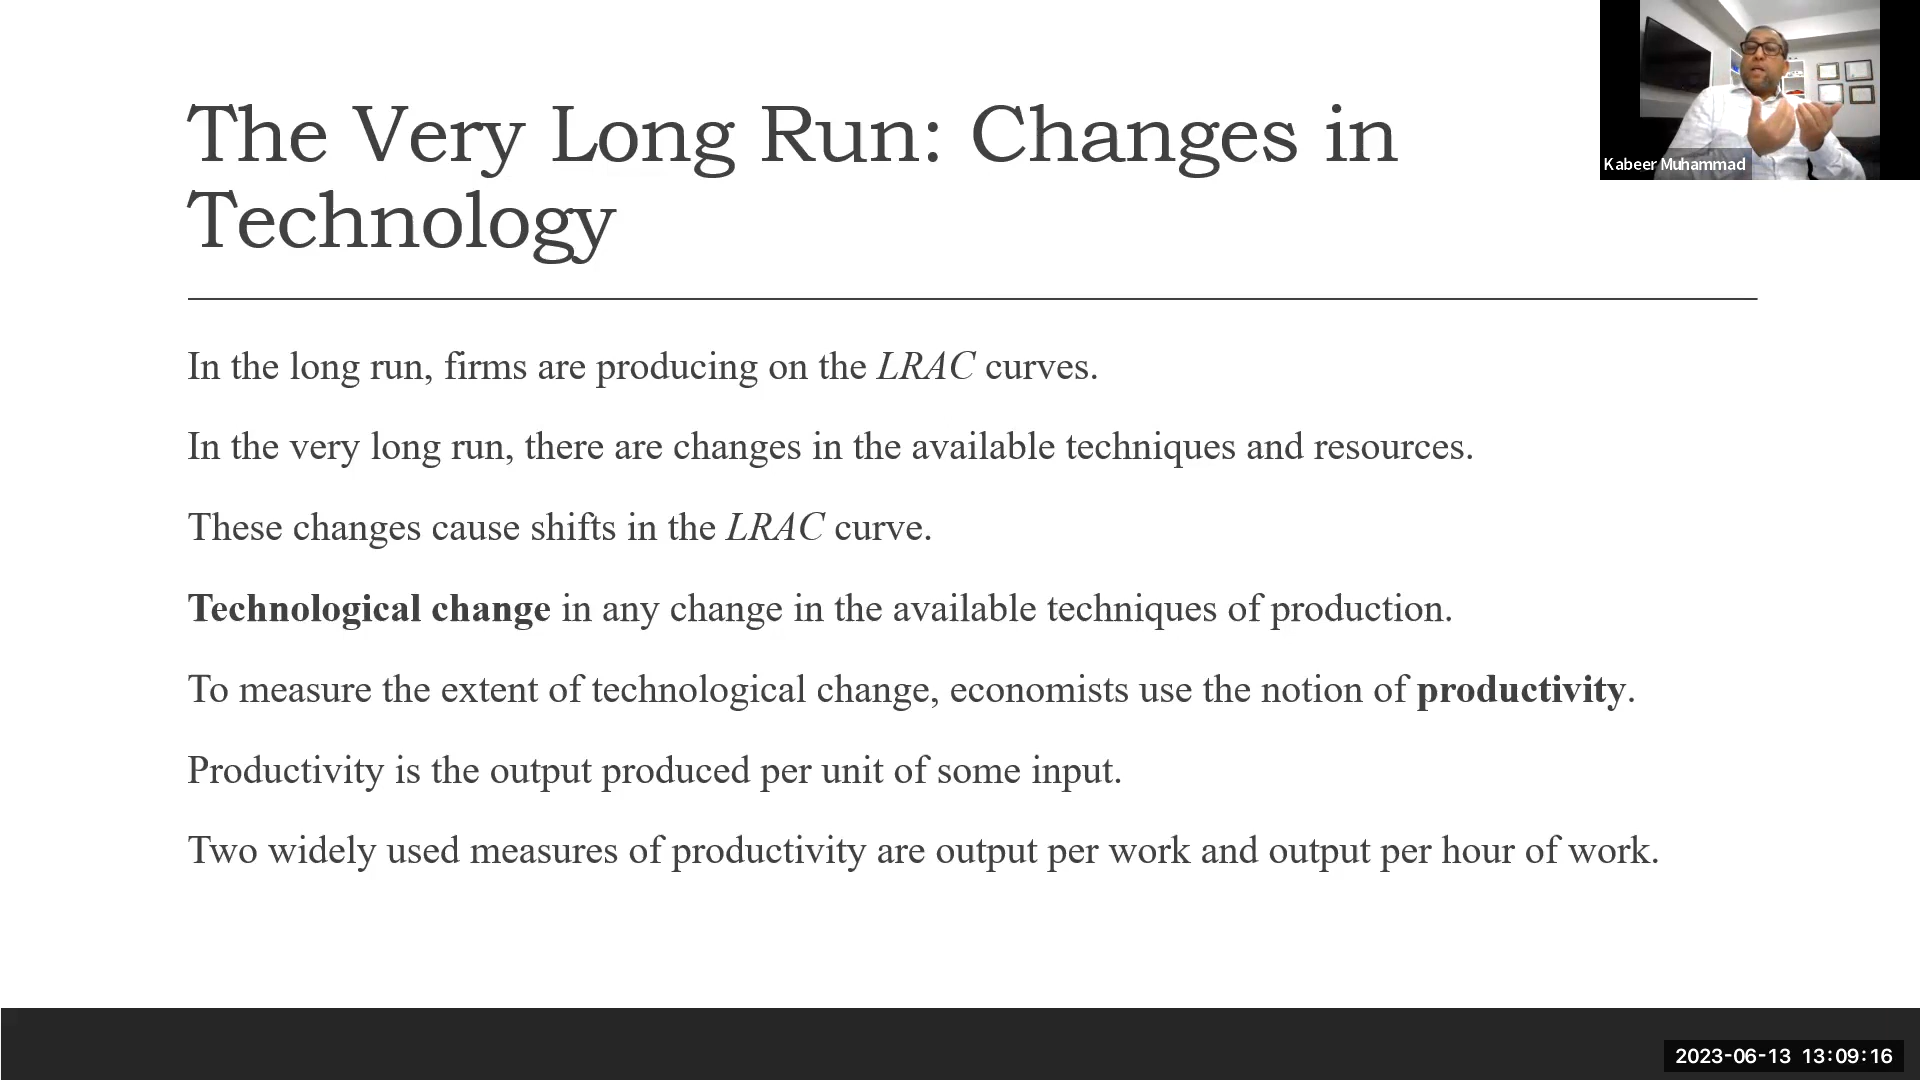 The Very Long Run: Changes in
Technology
In the long run, firms are producing on the LRAC curves.
In the very long run, there are changes in the available techniques and resources.
These changes cause shifts in the LRAC curve.
Technological change in any change in the available techniques of production.
To measure the extent of technological change, economists use the notion of productivity.
Productivity is the output produced per unit of some input.
Two widely used measures of productivity are output per work and output per hour of work.
Kabeer Muhammad
2023-06-13 13:09:16